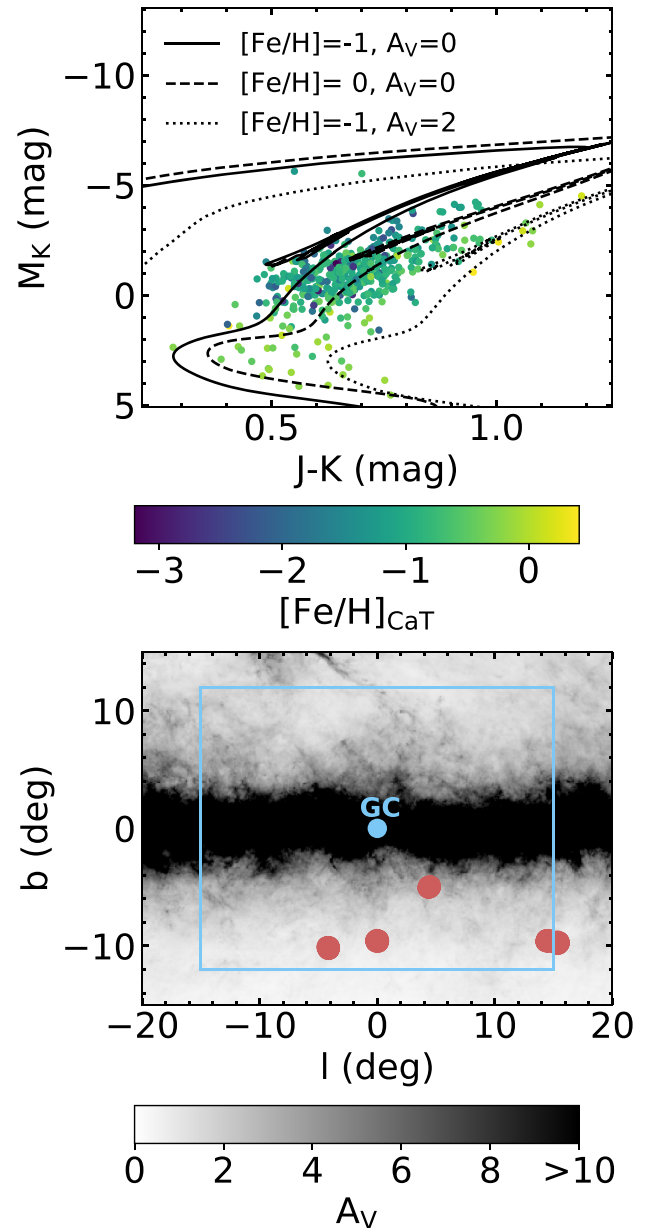 [Fe/H]=-1, A_V=0
[Fe/H]= 0, A_V=0
[Fe/H]=-1, A_V=2
−10
−5
0
5
M_K (mag)
0.5 1.0
J-K (mag)
−3 −2 −1 0
[Fe/H]_CaT
10
0
−10
b (deg)
GC
−20 −10 0 10 20
l (deg)
0 2 4 6 8 >10
A_V